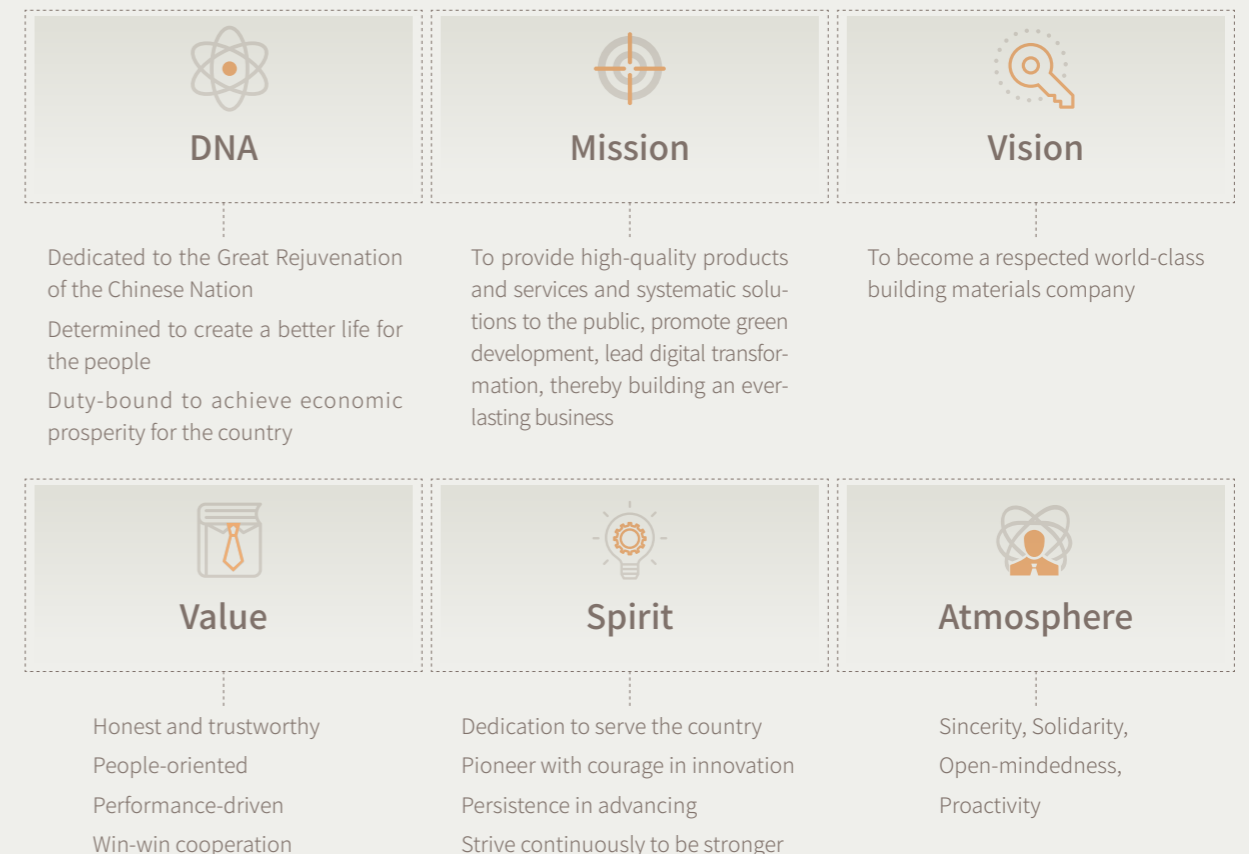 DNA
Mission
Vision
Dedicated to the Great Rejuvenation
of the Chinese Nation
Determined to create a better life for
the people
Duty-bound to achieve economic
prosperity for the country
To provide high-quality products
and services and systematic solu-
tions to the public, promote green
development, lead digital transfor-
mation, thereby building an ever-
lasting business
To become a respected world-class
building materials company
Value
Spirit
Atmosphere
Honest and trustworthy
People-oriented
Performance-driven
Win-win cooperation
Dedication to serve the country
Pioneer with courage in innovation
Persistence in advancing
Strive continuously to be stronger
Sincerity, Solidarity,
Open-mindedness,
Proactivity